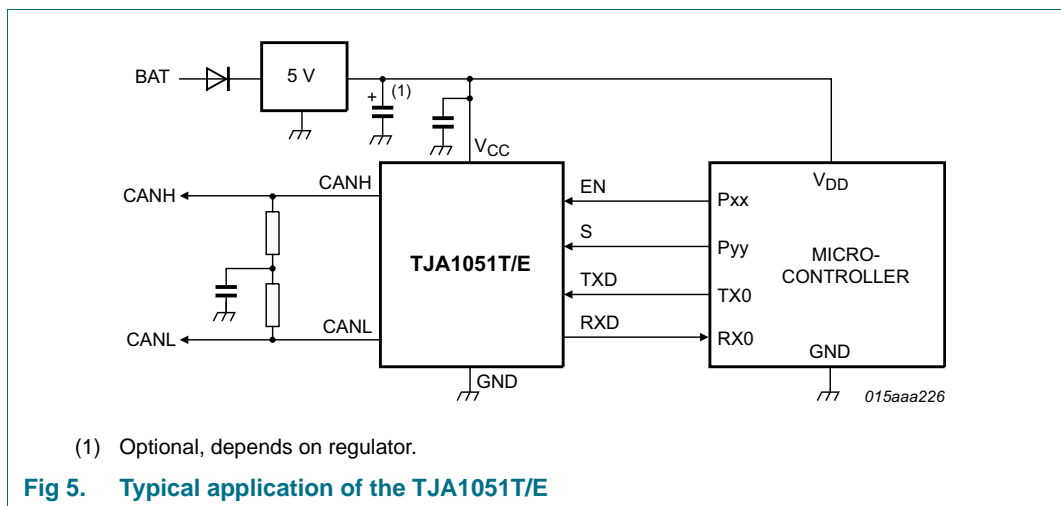 BAT
5 V
+
(1)
VCC
CANH
CANH
EN
Pxx
VDD
S
Pyy
MICRO-
CONTROLLER
TJA1051T/E
TXD
TX0
RXD
RX0
CANL
CANL
GND
GND
015aaa226
(1) Optional, depends on regulator.
Fig 5. Typical application of the TJA1051T/E